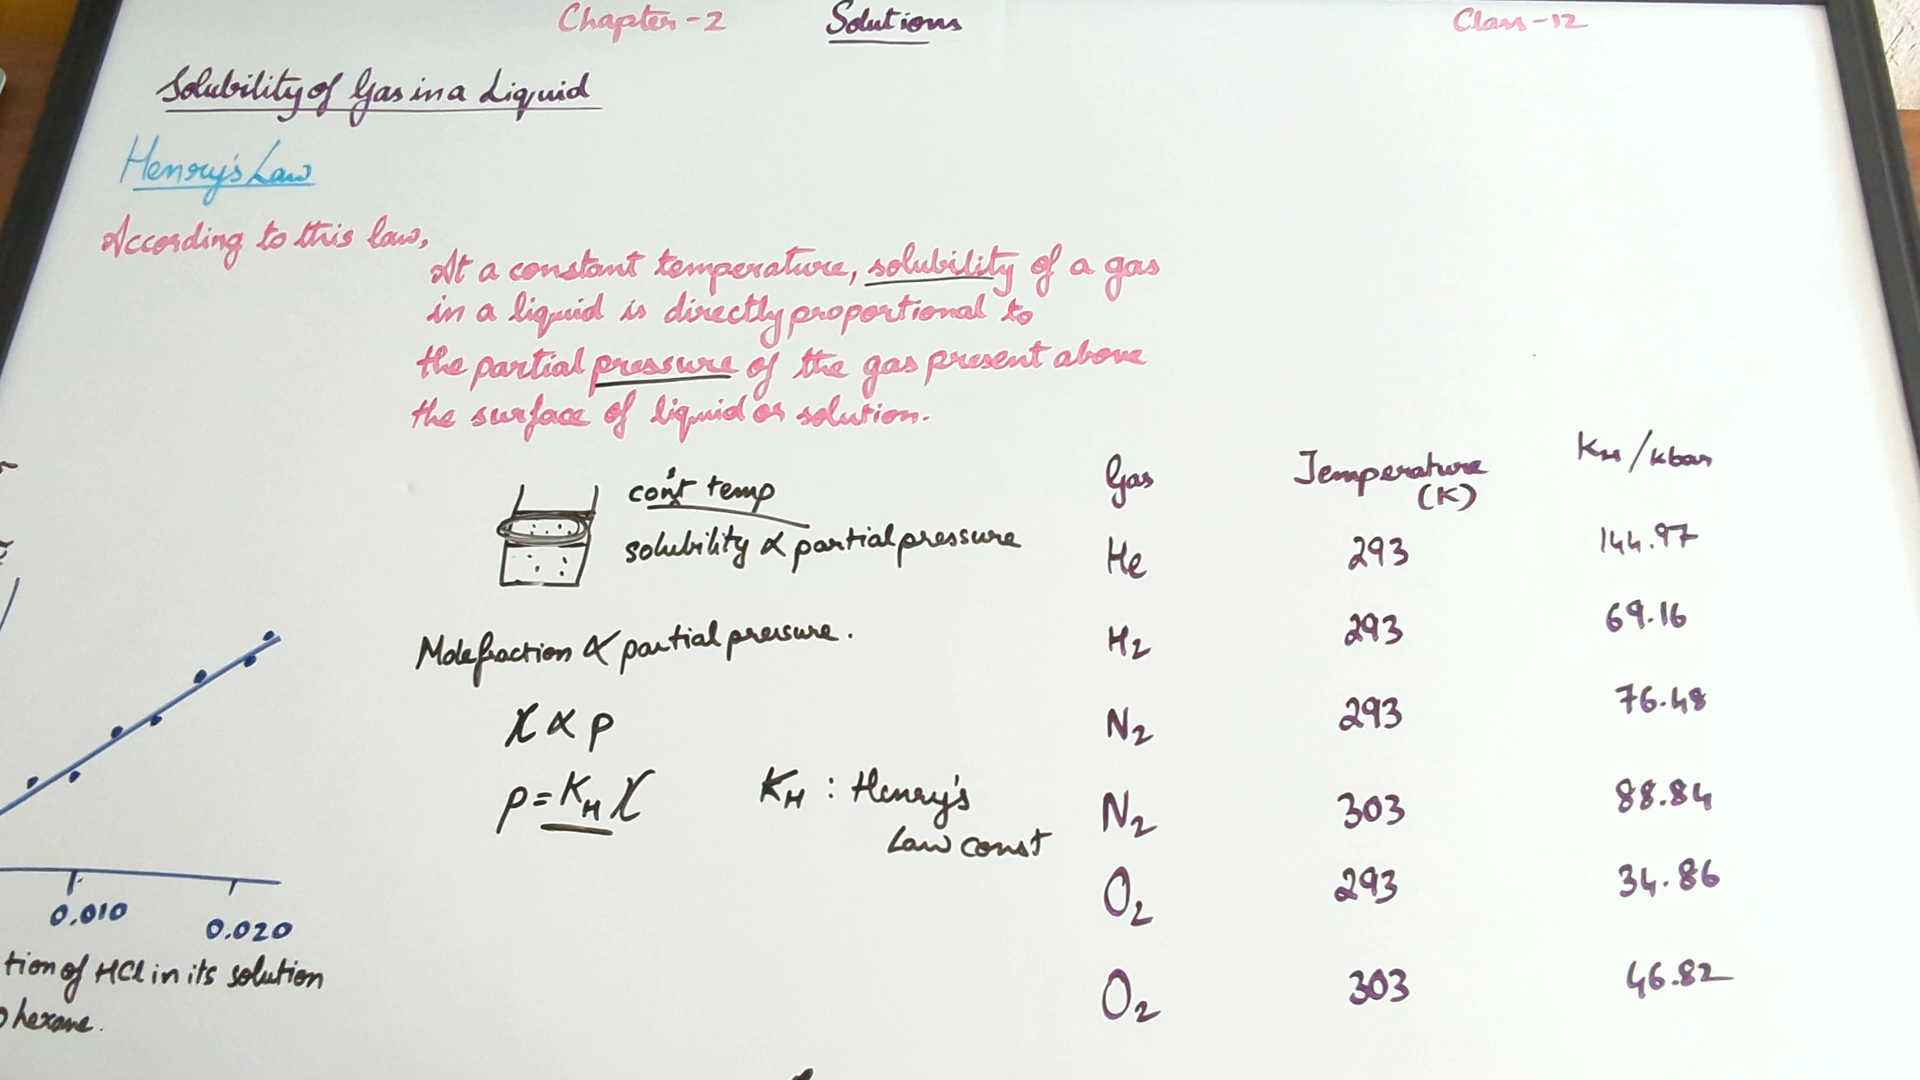 Chapter-2 Solutions Class-12
Solubility of Gas in a Liquid
Henry's Law
According to this law,
At a constant temperature, solubility of a gas
in a liquid is directly proportional to
the partial pressure of the gas present above
the surface of liquid or solution.
con't temp
solubility ∝ partial pressure
Mole fraction ∝ partial pressure.
χ ∝ p
p = KH χ
KH : Henry's
Law const
Gas Temperature (K) KH/kbar
He 293 144.97
H2 293 69.16
N2 293 76.48
N2 303 88.84
O2 293 34.86
O2 303 46.82
0.010 0.020
tion of HCl in its solution
hexane.